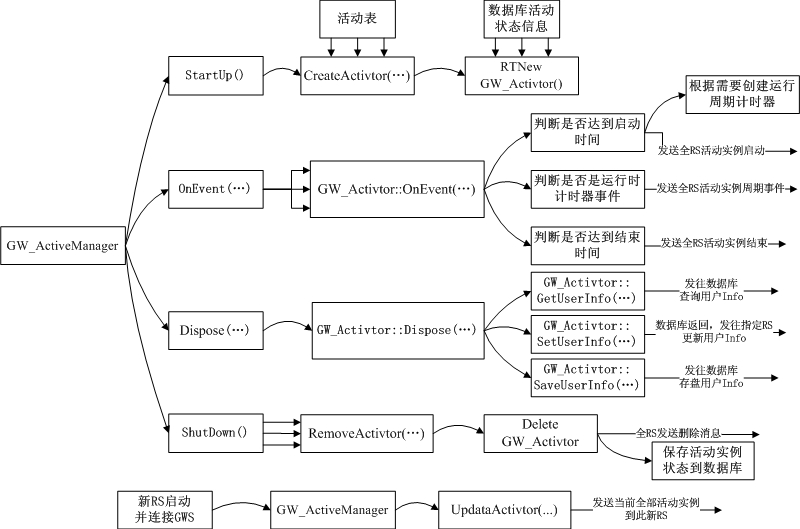 活动表
数据库活动
状态信息
StartUp()
CreateActivtor(…)
RTNew
GW_Activtor()
根据需要创建运行
周期计时器
判断是否达到启动
时间
发送全RS活动实例启动
OnEvent(…)
GW_Activtor::OnEvent(…)
判断是否是运行时
计时器事件
发送全RS活动实例周期事件
GW_ActiveManager
判断是否达到结束
时间
发送全RS活动实例结束
GW_Activtor::
GetUserInfo(…)
发往数据库
查询用户Info
Dispose(…)
GW_Activtor::Dispose(…)
GW_Activtor::
SetUserInfo(…)
数据库返回，发往指定RS
更新用户Info
GW_Activtor::
SaveUserInfo(…)
发往数据库
存盘用户Info
ShutDown()
RemoveActivtor(…)
Delete
GW_Activtor
全RS发送删除消息
保存活动实例
状态到数据库
新RS启动
并连接GWS
GW_ActiveManager
UpdataActivtor(...)
发送当前全部活动实例
到此新RS